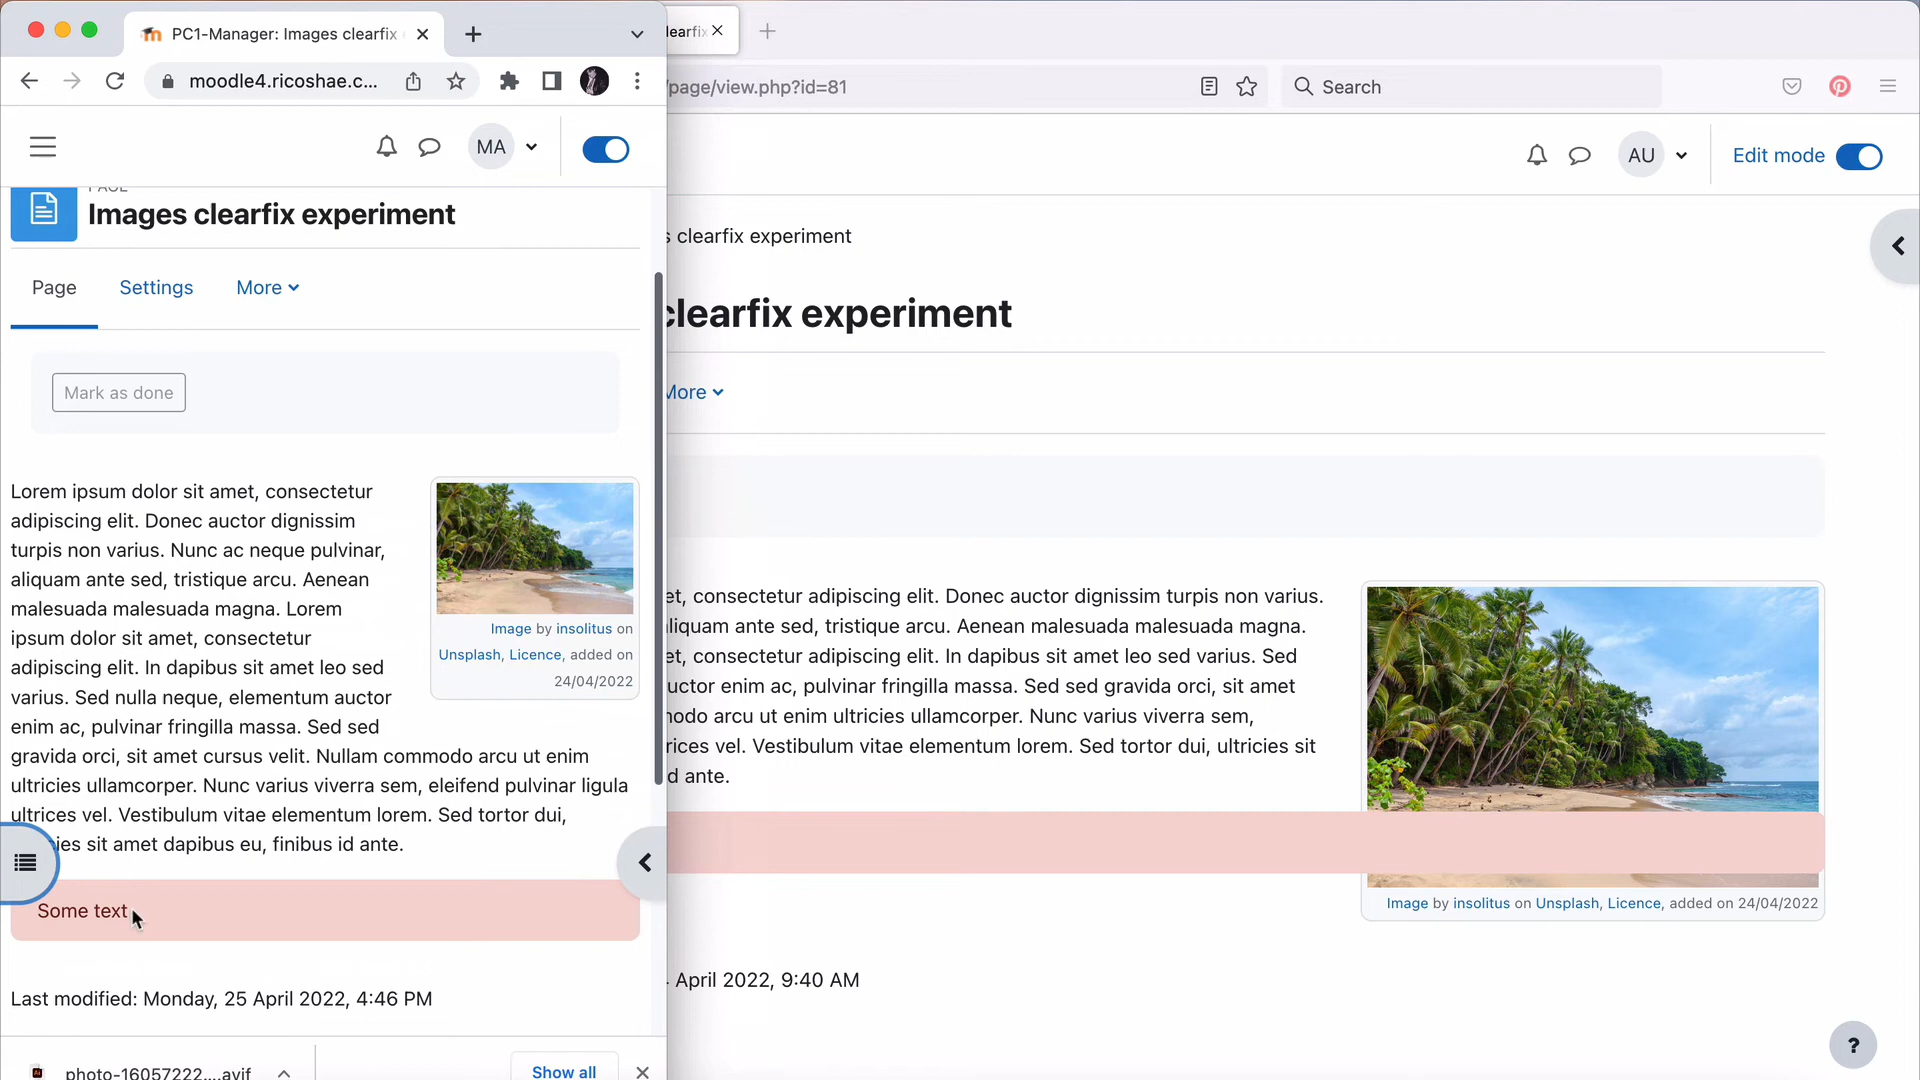 PC1-Manager: Images clearfix
moodle4.ricoshae.c...
MA
PAGE
Images clearfix experiment
Page
Settings
More
Mark as done
Lorem ipsum dolor sit amet, consectetur
adipiscing elit. Donec auctor dignissim
turpis non varius. Nunc ac neque pulvinar,
aliquam ante sed, tristique arcu. Aenean
malesuada malesuada magna. Lorem
ipsum dolor sit amet, consectetur
adipiscing elit. In dapibus sit amet leo sed
varius. Sed nulla neque, elementum auctor
enim ac, pulvinar fringilla massa. Sed sed
gravida orci, sit amet cursus velit. Nullam commodo arcu ut enim
ultricies ullamcorper. Nunc varius viverra sem, eleifend pulvinar ligula
ultrices vel. Vestibulum vitae elementum lorem. Sed tortor dui,
cies sit amet dapibus eu, finibus id ante.
Image by insolitus on
Unsplash, Licence, added on
24/04/2022
Some text
Last modified: Monday, 25 April 2022, 4:46 PM
photo-16057222....avif
Show all
earfix
/page/view.php?id=81
Search
AU
Edit mode
s clearfix experiment
clearfix experiment
More
et, consectetur adipiscing elit. Donec auctor dignissim turpis non varius.
liquam ante sed, tristique arcu. Aenean malesuada malesuada magna.
et, consectetur adipiscing elit. In dapibus sit amet leo sed varius. Sed
uctor enim ac, pulvinar fringilla massa. Sed sed gravida orci, sit amet
modo arcu ut enim ultricies ullamcorper. Nunc varius viverra sem,
rices vel. Vestibulum vitae elementum lorem. Sed tortor dui, ultricies sit
d ante.
Image by insolitus on Unsplash, Licence, added on 24/04/2022
April 2022, 9:40 AM
?